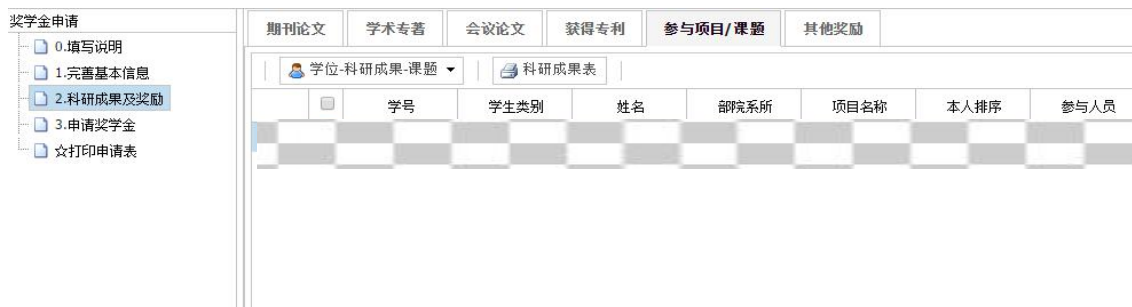 奖学金申请
0.填写说明
1.完善基本信息
2.科研成果及奖励
3.申请奖学金
☆打印申请表
期刊论文 学术专著 会议论文 获得专利 参与项目/课题 其他奖励
学位-科研成果-课题 科研成果表
学号 学生类别 姓名 部院系所 项目名称 本人排序 参与人员